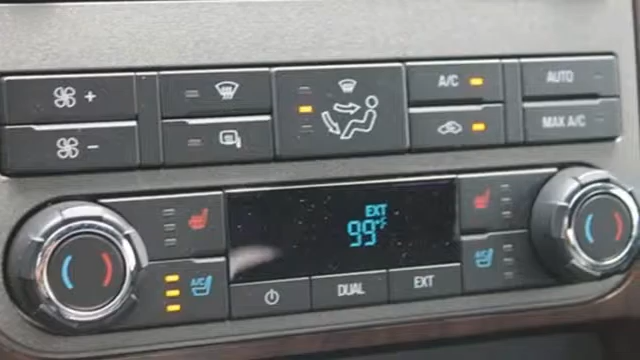 +
A/C
AUTO
−
MAX A/C
EXT
99°F
A/C
A/C
DUAL
EXT